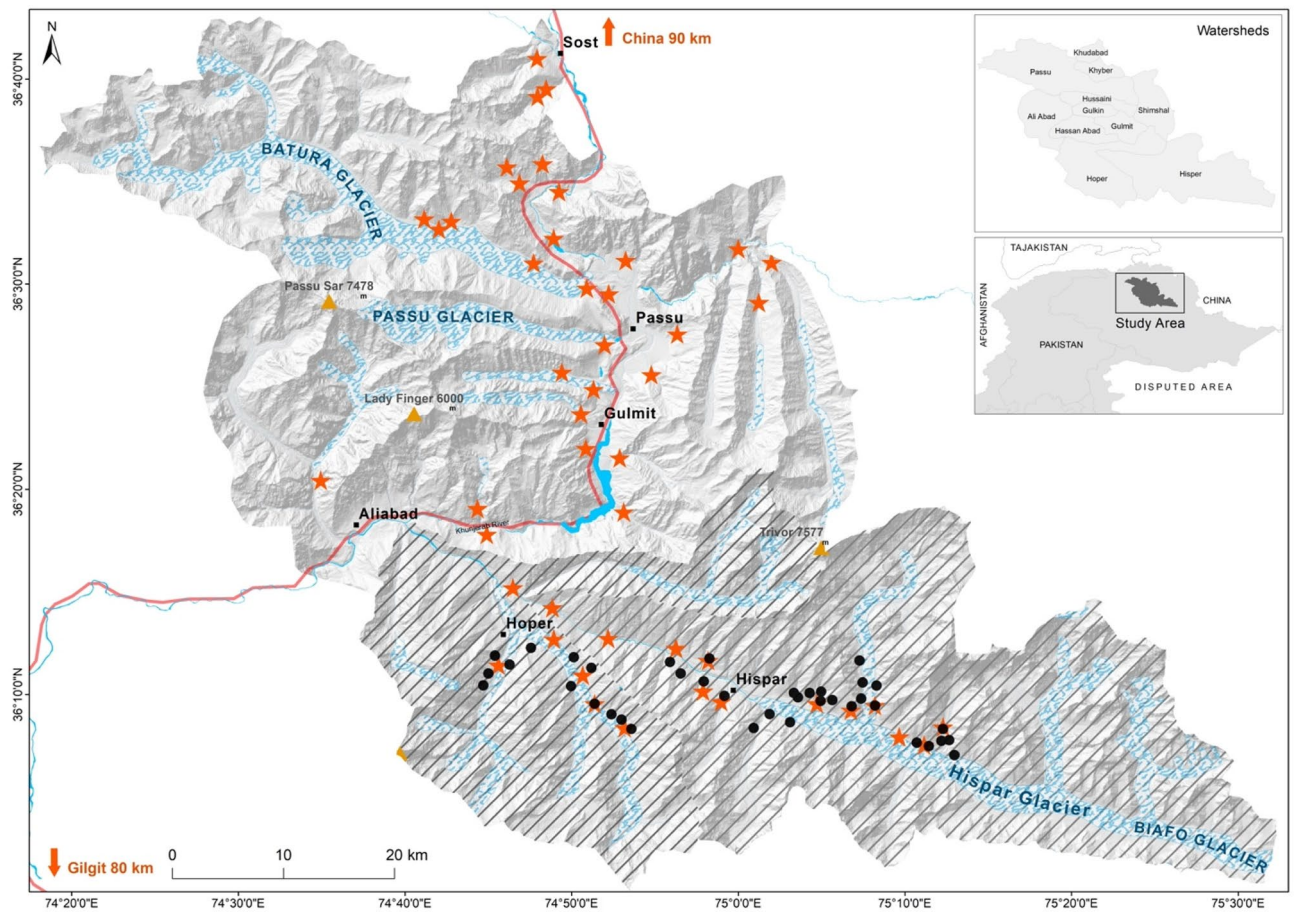 N
Sost
China 90 km
BATURA GLACIER
Passu Sar 7478
m
PASSU GLACIER
Passu
Lady Finger 6000
m
Gulmit
Aliabad
Khunjerab River
Trivor 7577
m
Hoper
Hispar
Hispar Glacier
BIAFO GLACIER
Gilgit 80 km
0 10 20 km
36°40'0"N
36°30'0"N
36°20'0"N
36°10'0"N
74°20'0"E 74°30'0"E 74°40'0"E 74°50'0"E 75°0'0"E 75°10'0"E 75°20'0"E 75°30'0"E
Watersheds
Khudabad
Passu
Khyber
Hussaini
Gulkin
Shimshal
Ali Abad
Gulmit
Hassan Abad
Hoper
Hisper
TAJAKISTAN
AFGHANISTAN
CHINA
Study Area
PAKISTAN
DISPUTED AREA